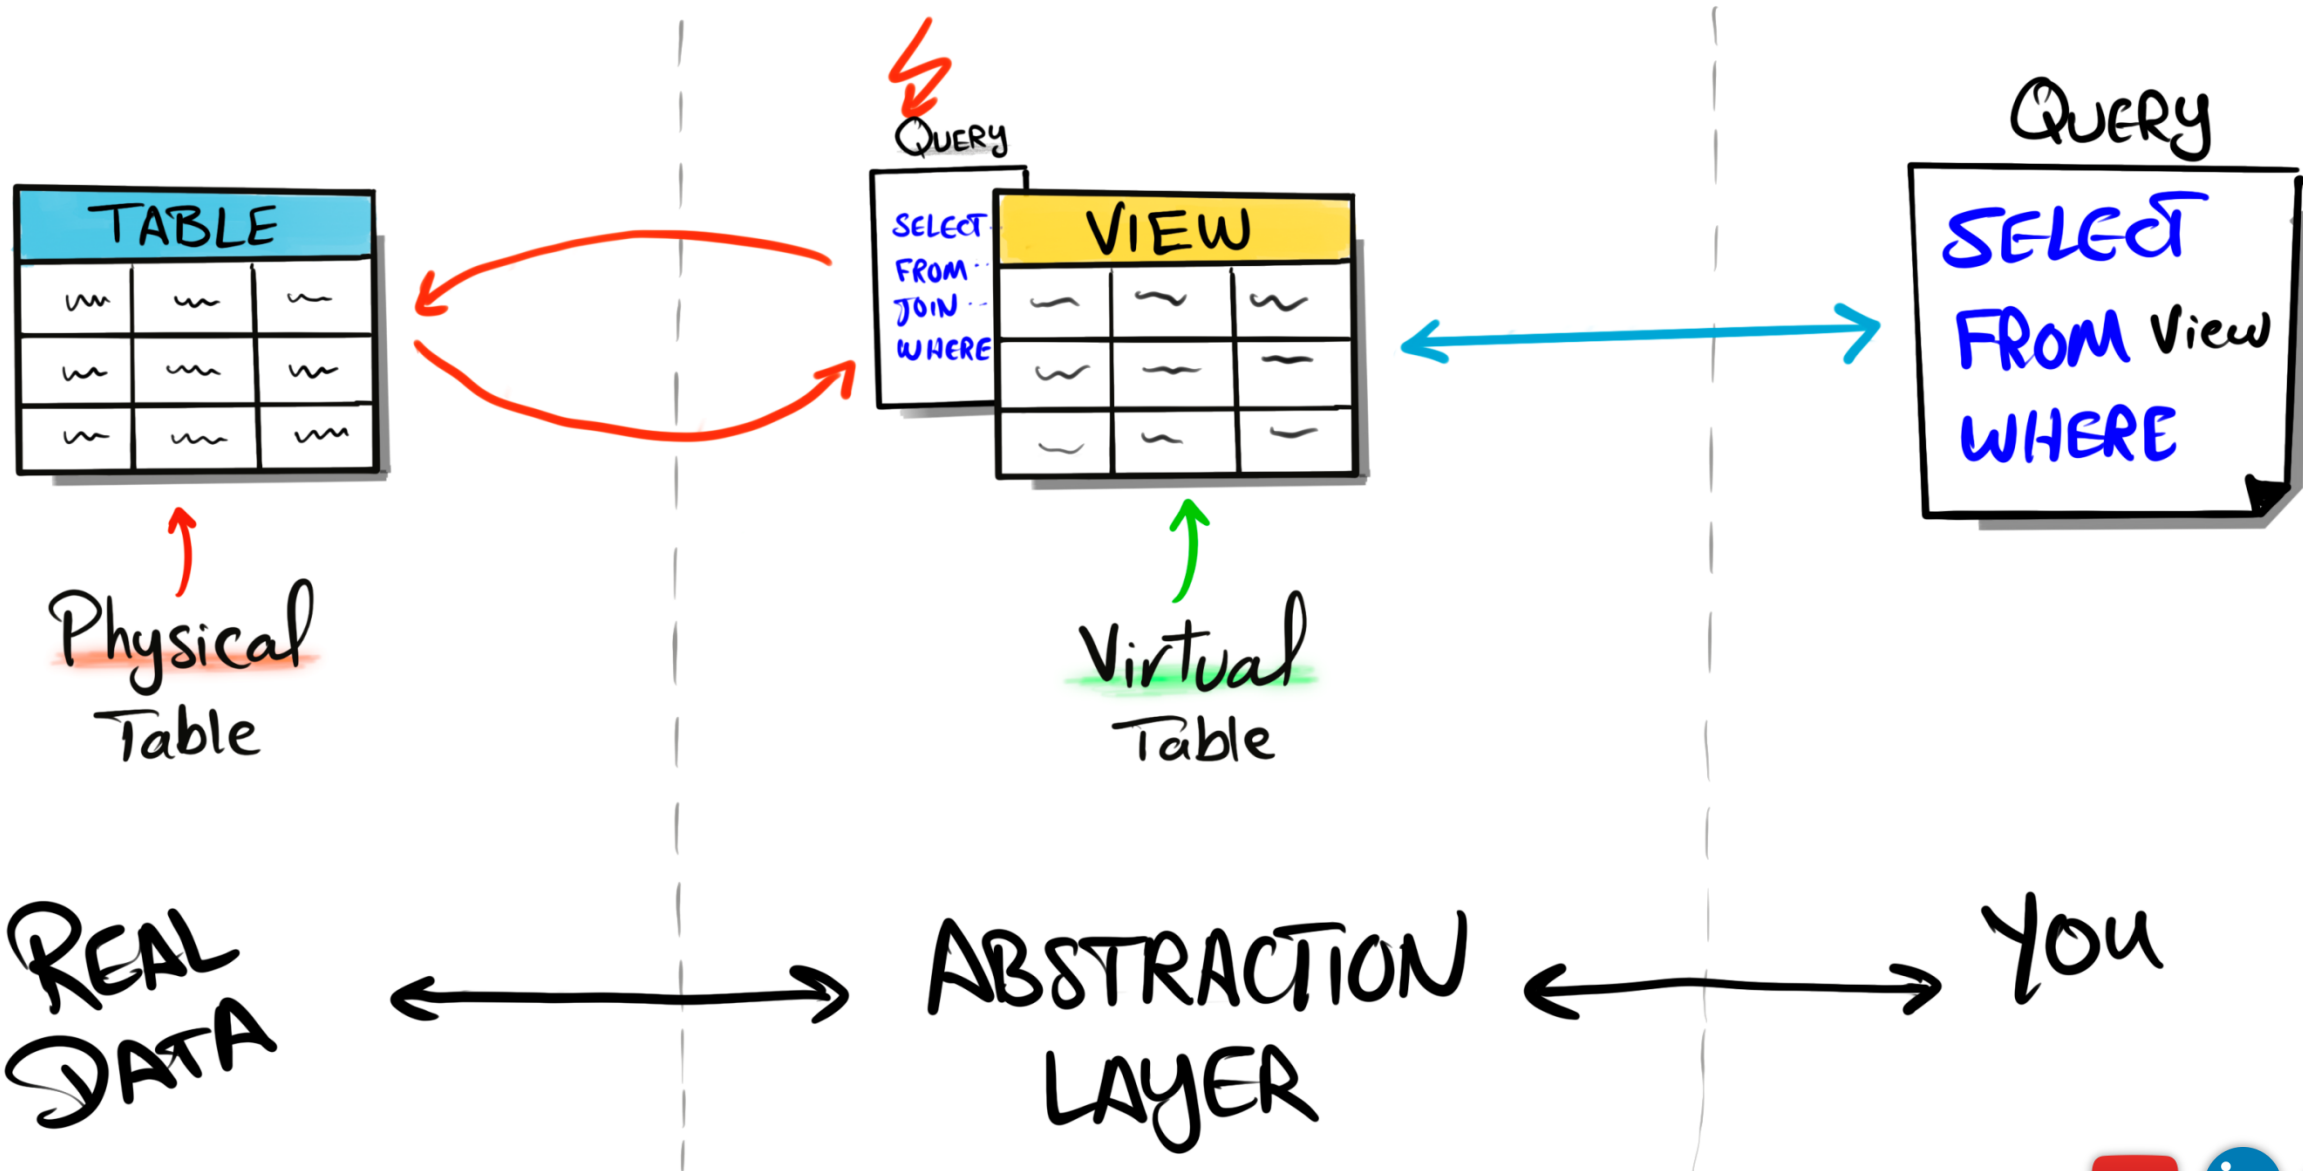 TABLE
Physical
Table
REAL
DATA
QUERY
SELECT
FROM
JOIN
WHERE
VIEW
Virtual
Table
ABSTRACTION
LAYER
QUERY
SELECT
FROM View
WHERE
YOU